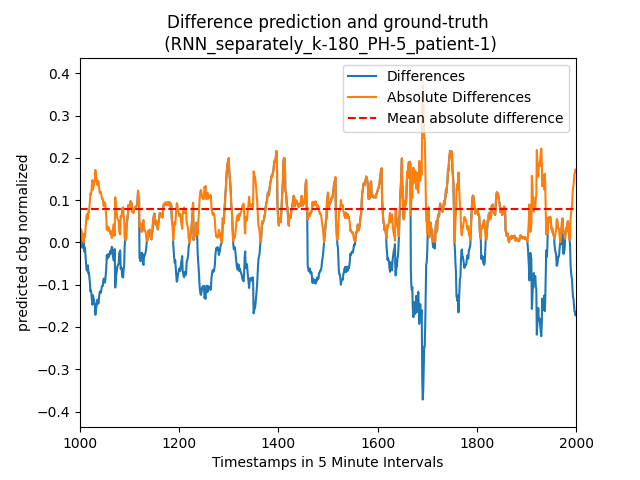 Difference prediction and ground-truth
(RNN_separately_k-180_PH-5_patient-1)
Differences
Absolute Differences
Mean absolute difference
predicted cbg normalized
0.4
0.3
0.2
0.1
0.0
−0.1
−0.2
−0.3
−0.4
1000 1200 1400 1600 1800 2000
Timestamps in 5 Minute Intervals